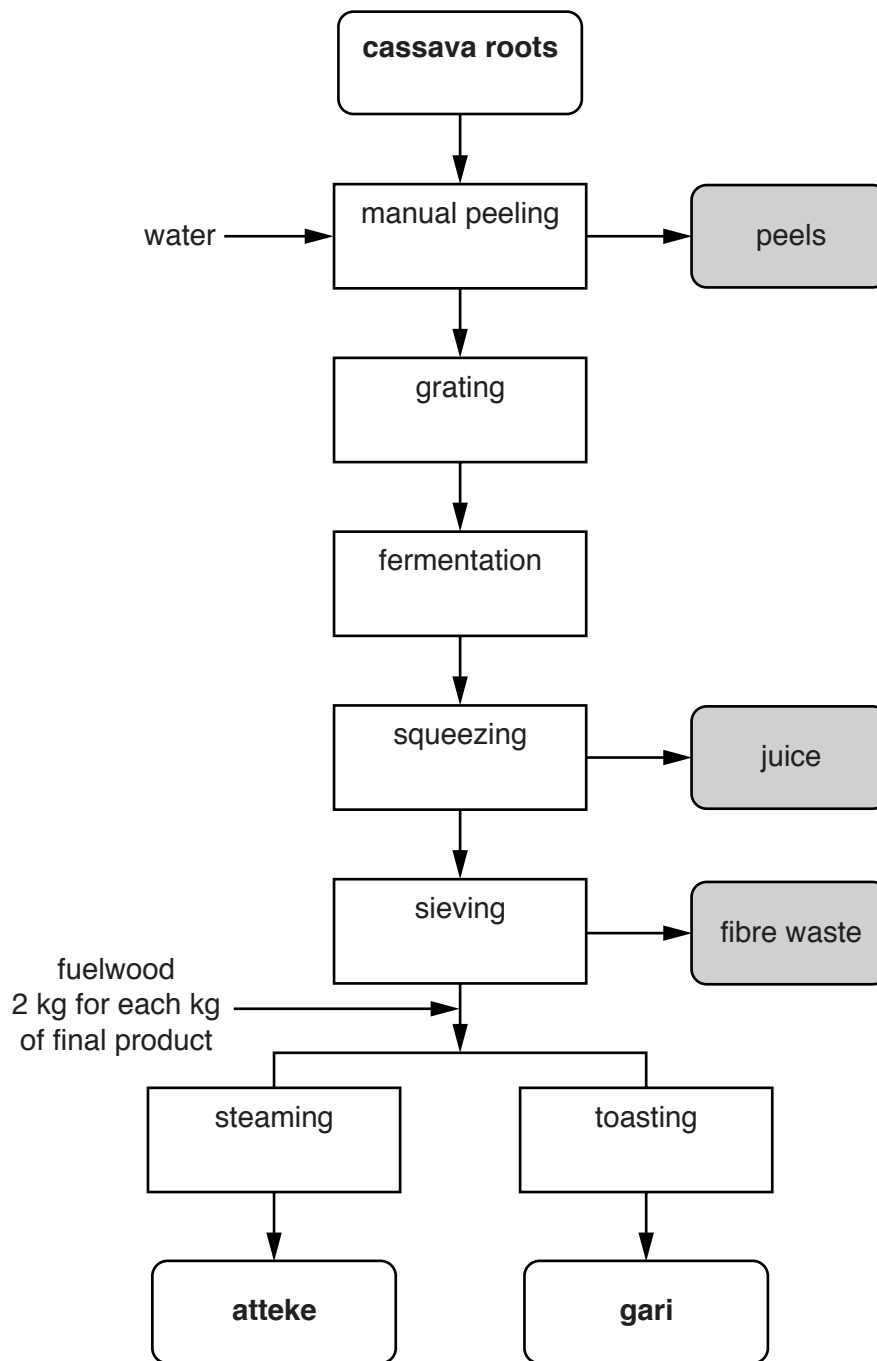 cassava roots
water
manual peeling
peels
grating
fermentation
squeezing
juice
sieving
fibre waste
fuelwood
2 kg for each kg
of final product
steaming
toasting
atteke
gari